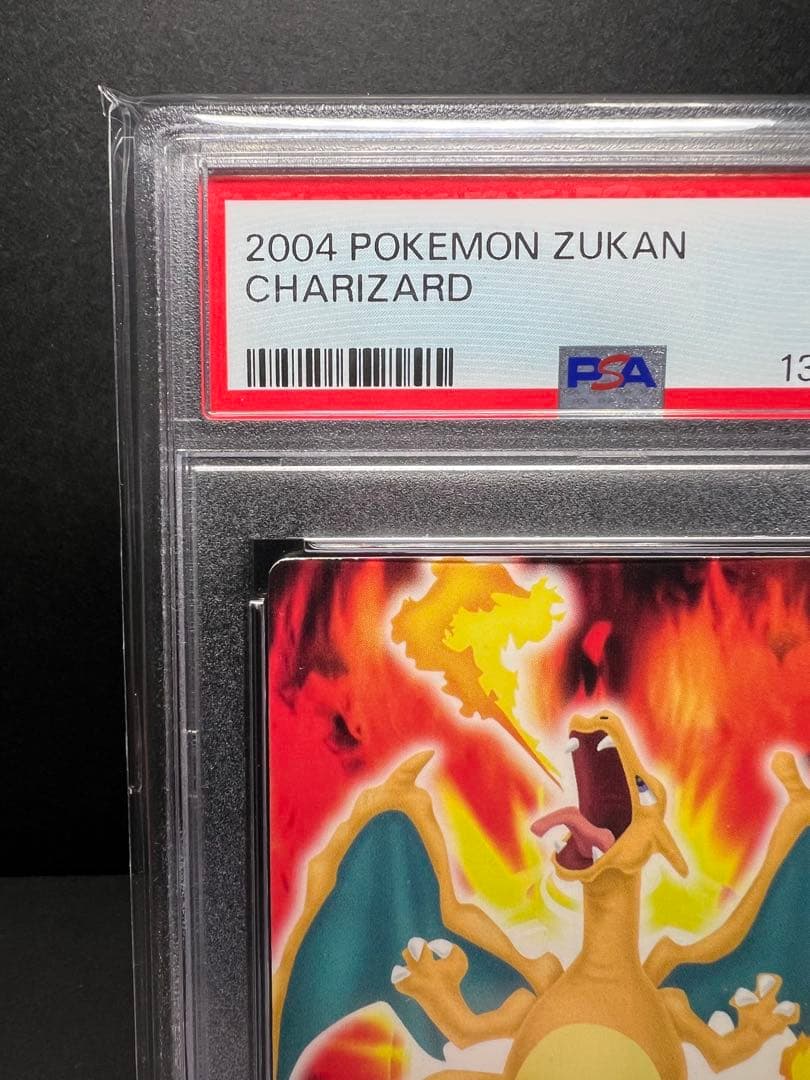 2004 POKEMON ZUKAN
CHARIZARD
PSA
13